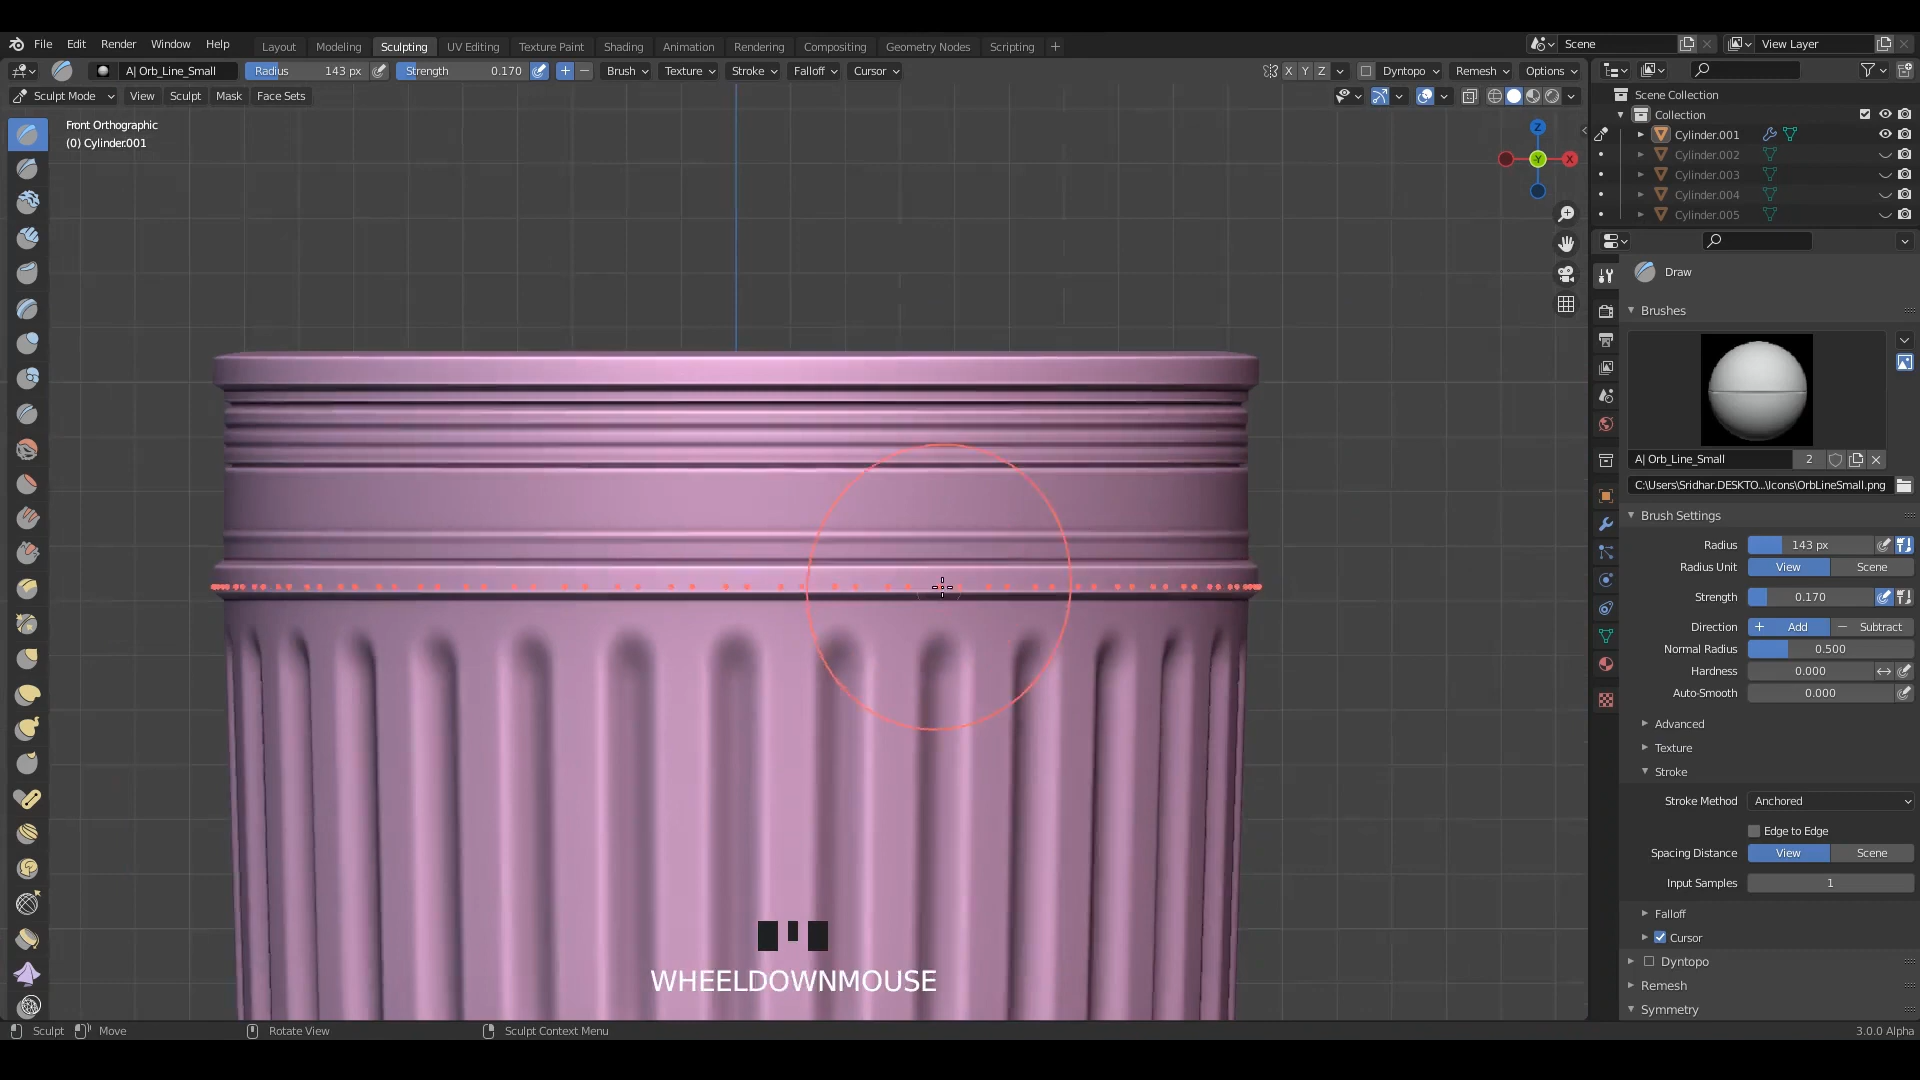 File Edit Render Window Help Layout Modeling Sculpting UV Editing Texture Paint Shading Animation Rendering Compositing Geometry Nodes Scripting + Scene View Layer
A| Orb_Line_Small Radius 143 px Strength 0.170 + − Brush Texture Stroke Falloff Cursor X Y Z Dyntopo Remesh Options
Sculpt Mode View Sculpt Mask Face Sets
Front Orthographic
(0) Cylinder.001
Z
Y X
Scene Collection
Collection
Cylinder.001
Cylinder.002
Cylinder.003
Cylinder.004
Cylinder.005
Draw
Brushes
A| Orb_Line_Small 2
C:\Users\Sridhar.DESKTO...\Icons\OrbLineSmall.png
Brush Settings
Radius 143 px
Radius Unit View Scene
Strength 0.170
Direction + Add − Subtract
Normal Radius 0.500
Hardness 0.000
Auto-Smooth 0.000
Advanced
Texture
Stroke
Stroke Method Anchored
Edge to Edge
Spacing Distance View Scene
Input Samples 1
Falloff
Cursor
Dyntopo
Remesh
Symmetry
WHEELDOWNMOUSE
Sculpt Move Rotate View Sculpt Context Menu 3.0.0 Alpha